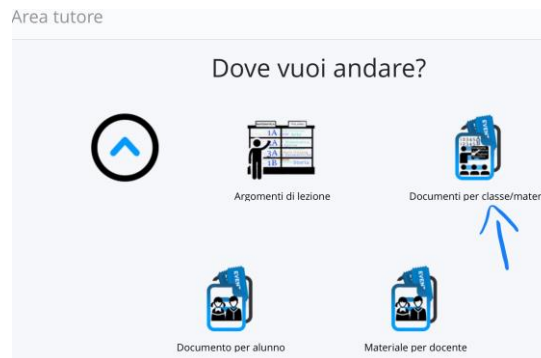 Area tutore
Dove vuoi andare?
Argomenti di lezione
Documenti per classe/mater
Documento per alunno
Materiale per docente